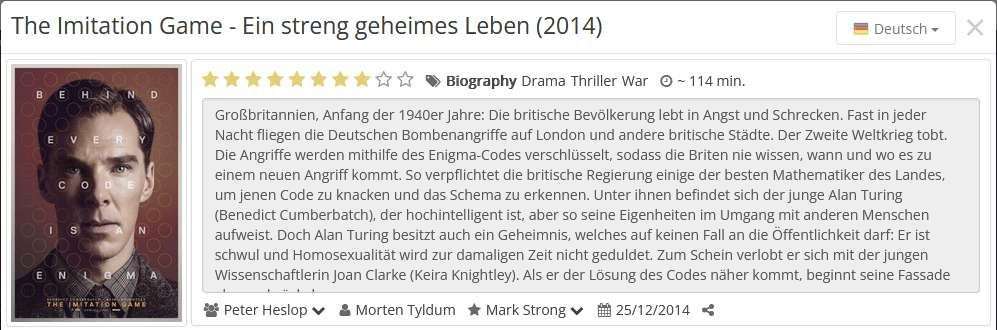 The Imitation Game - Ein streng geheimes Leben (2014)
Deutsch
Biography Drama Thriller War ~ 114 min.
Großbritannien, Anfang der 1940er Jahre: Die britische Bevölkerung lebt in Angst und Schrecken. Fast in jeder
Nacht fliegen die Deutschen Bombenangriffe auf London und andere britische Städte. Der Zweite Weltkrieg tobt.
Die Angriffe werden mithilfe des Enigma-Codes verschlüsselt, sodass die Briten nie wissen, wann und wo es zu
einem neuen Angriff kommt. So verpflichtet die britische Regierung einige der besten Mathematiker des Landes,
um jenen Code zu knacken und das Schema zu erkennen. Unter ihnen befindet sich der junge Alan Turing
(Benedict Cumberbatch), der hochintelligent ist, aber so seine Eigenheiten im Umgang mit anderen Menschen
aufweist. Doch Alan Turing besitzt auch ein Geheimnis, welches auf keinen Fall an die Öffentlichkeit darf: Er ist
schwul und Homosexualität wird zur damaligen Zeit nicht geduldet. Zum Schein verlobt er sich mit der jungen
Wissenschaftlerin Joan Clarke (Keira Knightley). Als er der Lösung des Codes näher kommt, beginnt seine Fassade
Peter Heslop Morten Tyldum Mark Strong 25/12/2014
BEHIND
EVERY
CODE
IS AN
ENIGMA
THE IMITATION GAME